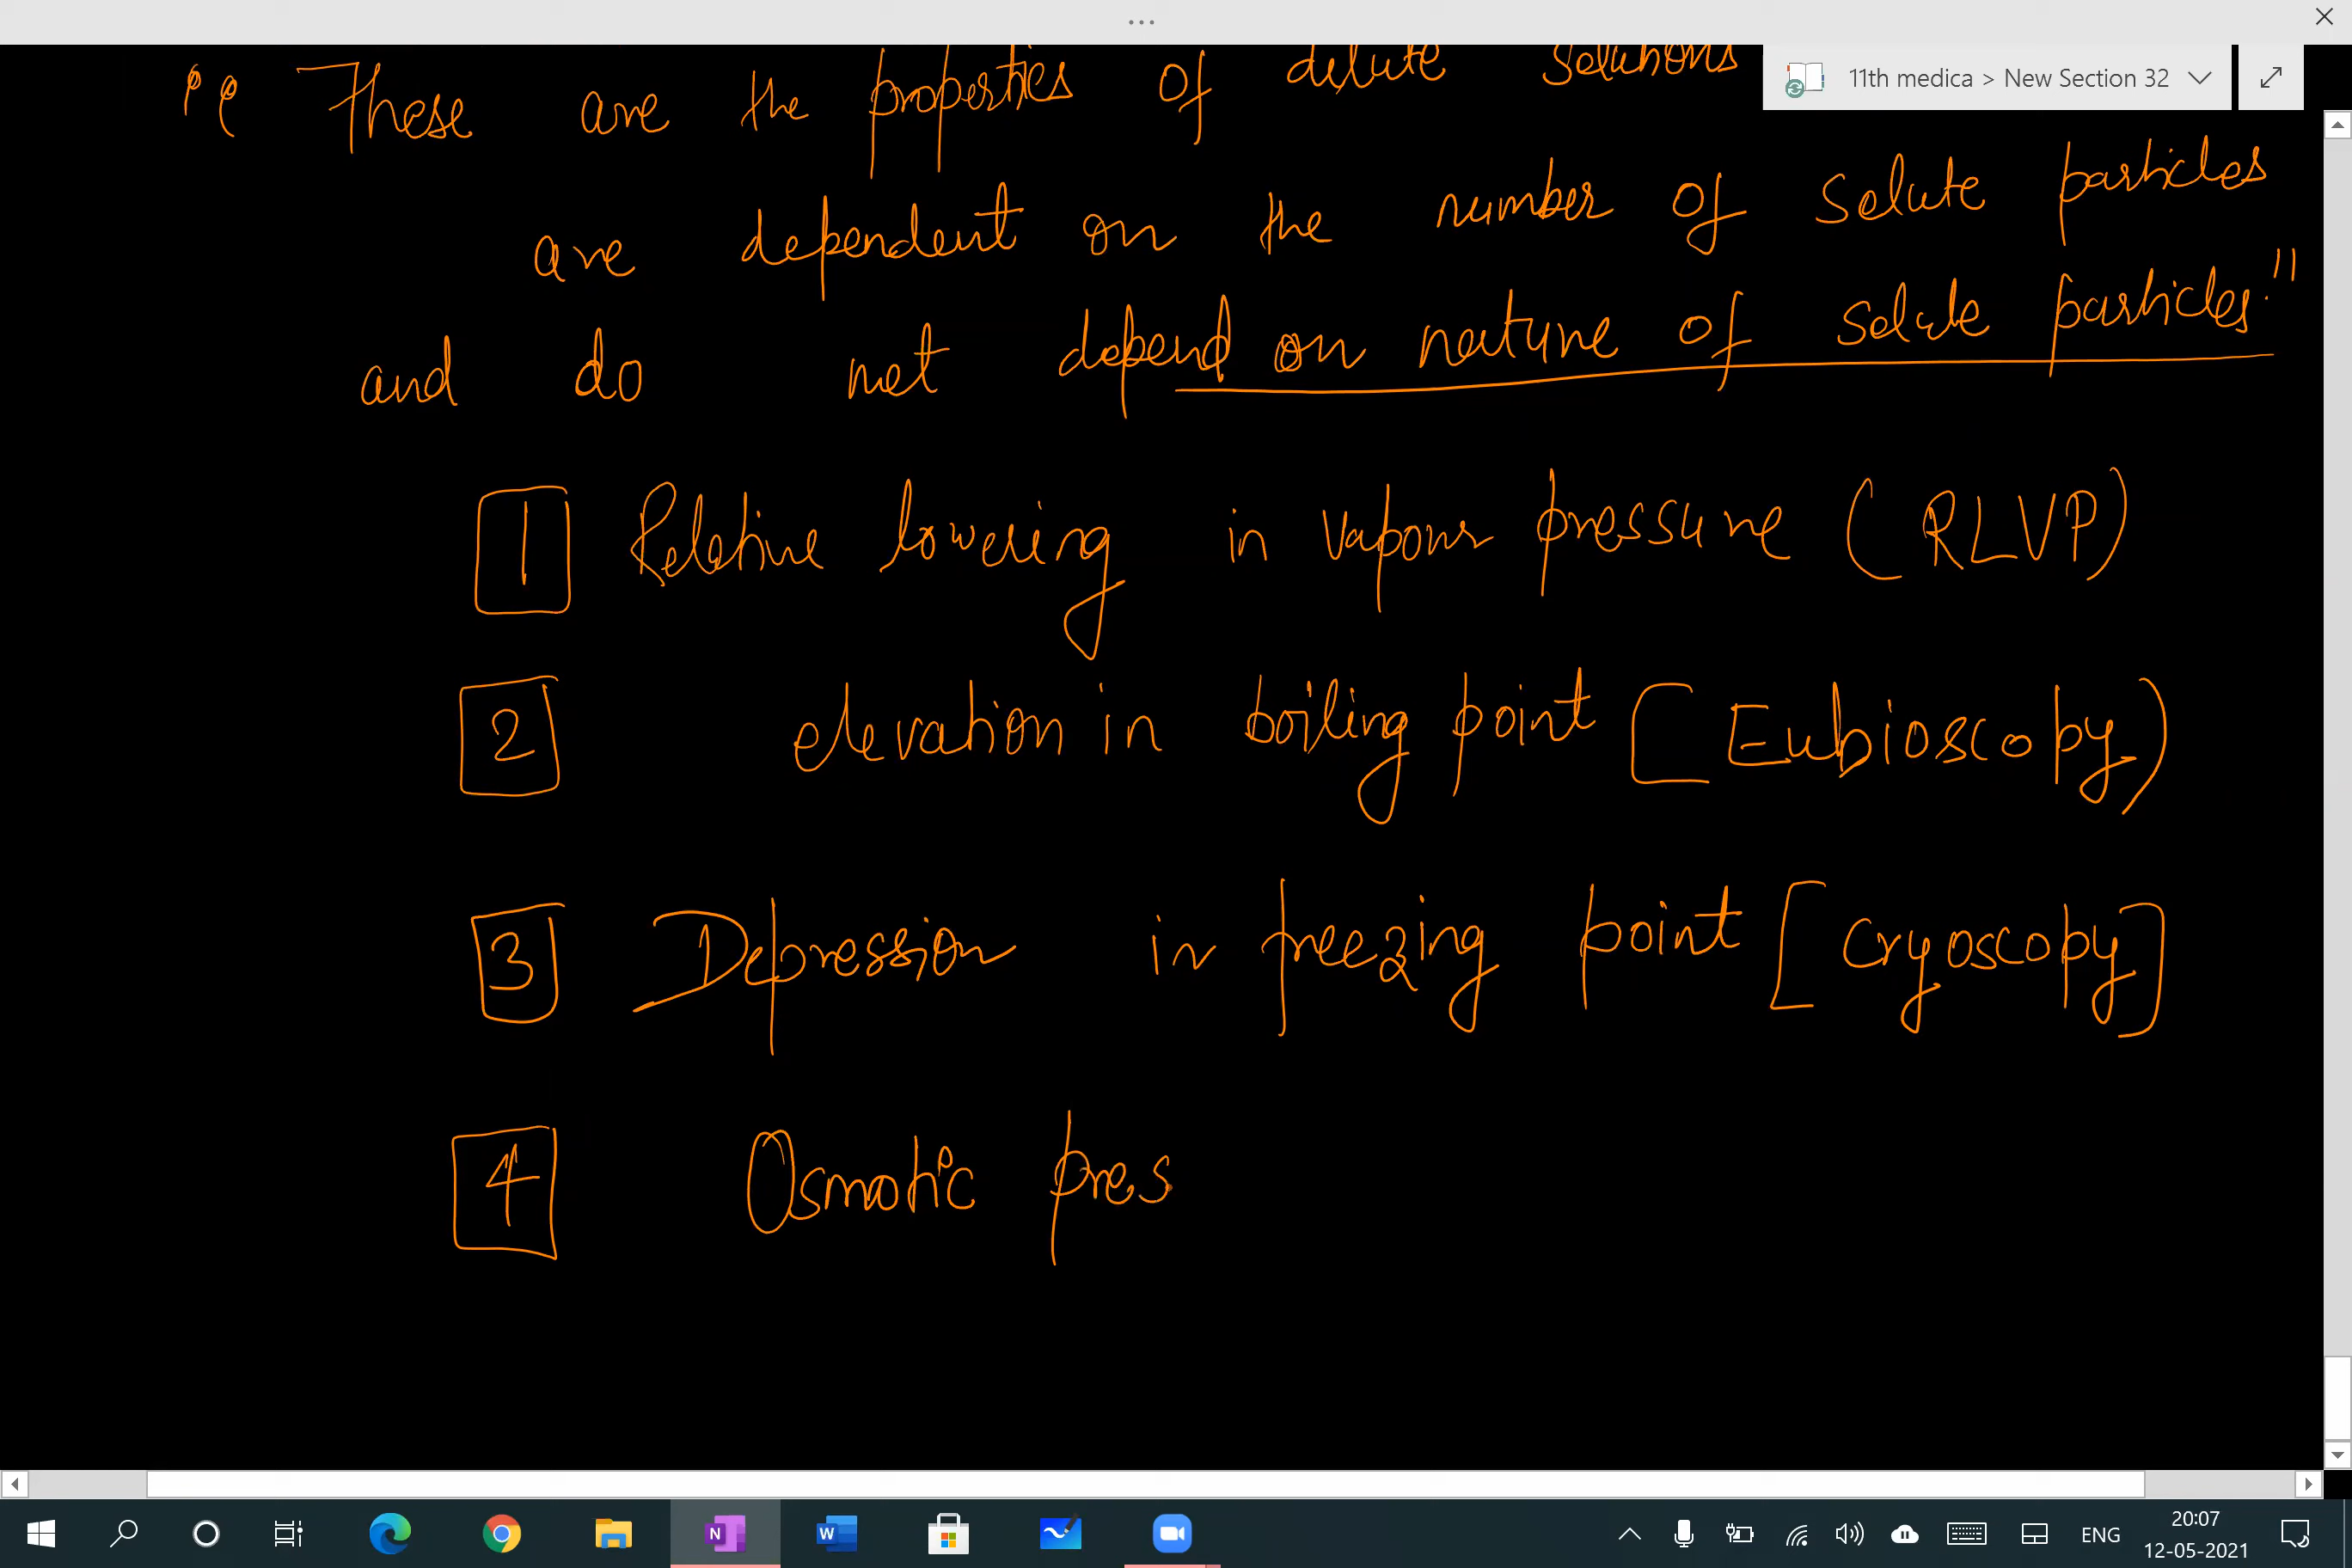 ...
11th medica > New Section 32
"These are the properties of dilute solutions
are dependent on the number of solute particles
and do not depend on nature of solute particles."
1 Relative lowering in vapour pressure (RLVP)
2 elevation in boiling point [Eubioscopy)
3 Depression in freezing point [Cryoscopy]
4 Osmotic pres
N
W
ENG
20:07
12-05-2021